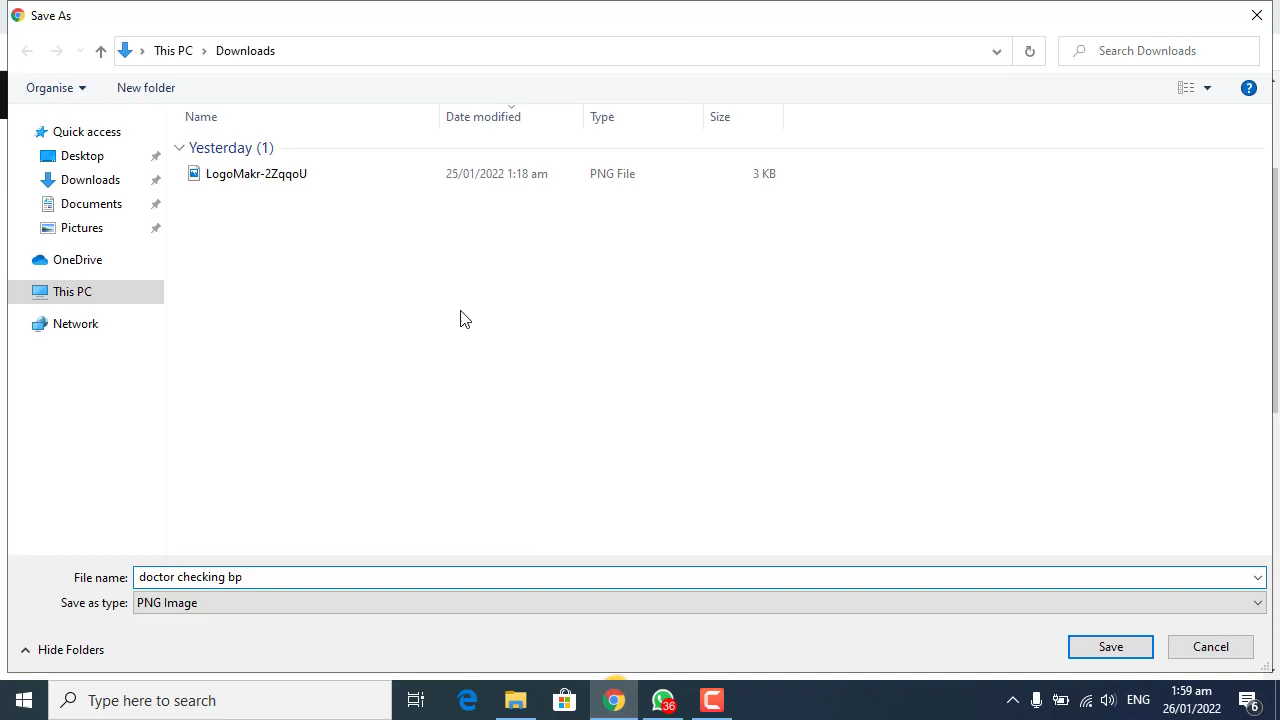 Save As
This PC
Downloads
Search Downloads
Organise
New folder
Name
Date modified
Type
Size
Quick access
Desktop
Downloads
Documents
Pictures
OneDrive
This PC
Network
Yesterday (1)
LogoMakr-2ZqqoU
25/01/2022 1:18 am
PNG File
3 KB
File name:
doctor checking bp
Save as type:
PNG Image
Hide Folders
Save
Cancel
Type here to search
36
ENG
1:59 am
26/01/2022
6